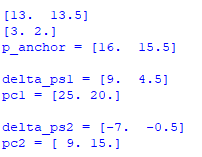 [13.  13.5]
[3. 2.]
p_anchor = [16.  15.5]
delta_ps1 = [9.  4.5]
pc1 = [25. 20.]
delta_ps2 = [-7.  -0.5]
pc2 = [ 9. 15.]